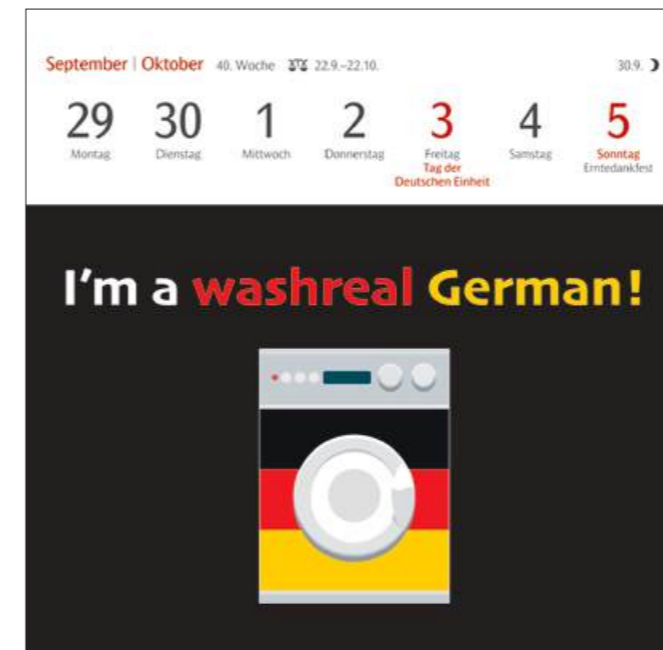 September | Oktober 40. Woche 22.9.–22.10. 30.9.
29 30 1 2 3 4 5
Montag Dienstag Mittwoch Donnerstag Freitag Samstag Sonntag
Tag der Erntedankfest
Deutschen Einheit
I'm a washreal German!